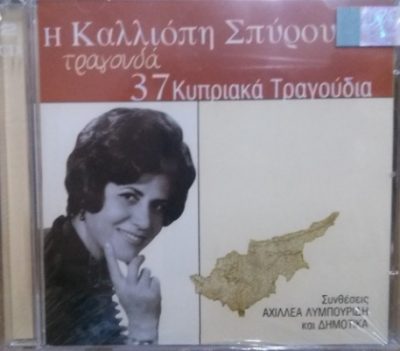 Η Καλλιόπη Σπύρου
τραγουδά
37 Κυπριακά Τραγούδια
Συνθέσεις
ΑΧΙΛΛΕΑ ΛΥΜΠΟΥΡΙΔΗ
και ΔΗΜΟΤΙΚΑ